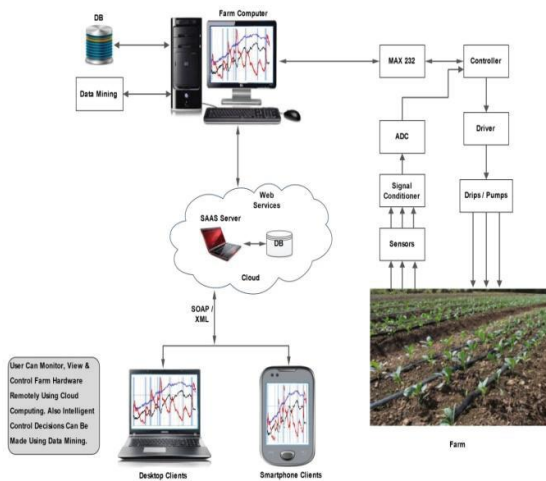 Farm Computer
DB
Data Mining
MAX 232
Controller
ADC
Driver
Signal
Conditioner
Drips / Pumps
Sensors
Web
Services
SAAS Server
DB
Cloud
SOAP /
XML
User Can Monitor, View &
Control Farm Hardware
Remotely Using Cloud
Computing. Also Intelligent
Control Decisions Can Be
Made Using Data Mining.
Farm
Desktop Clients
Smartphone Clients